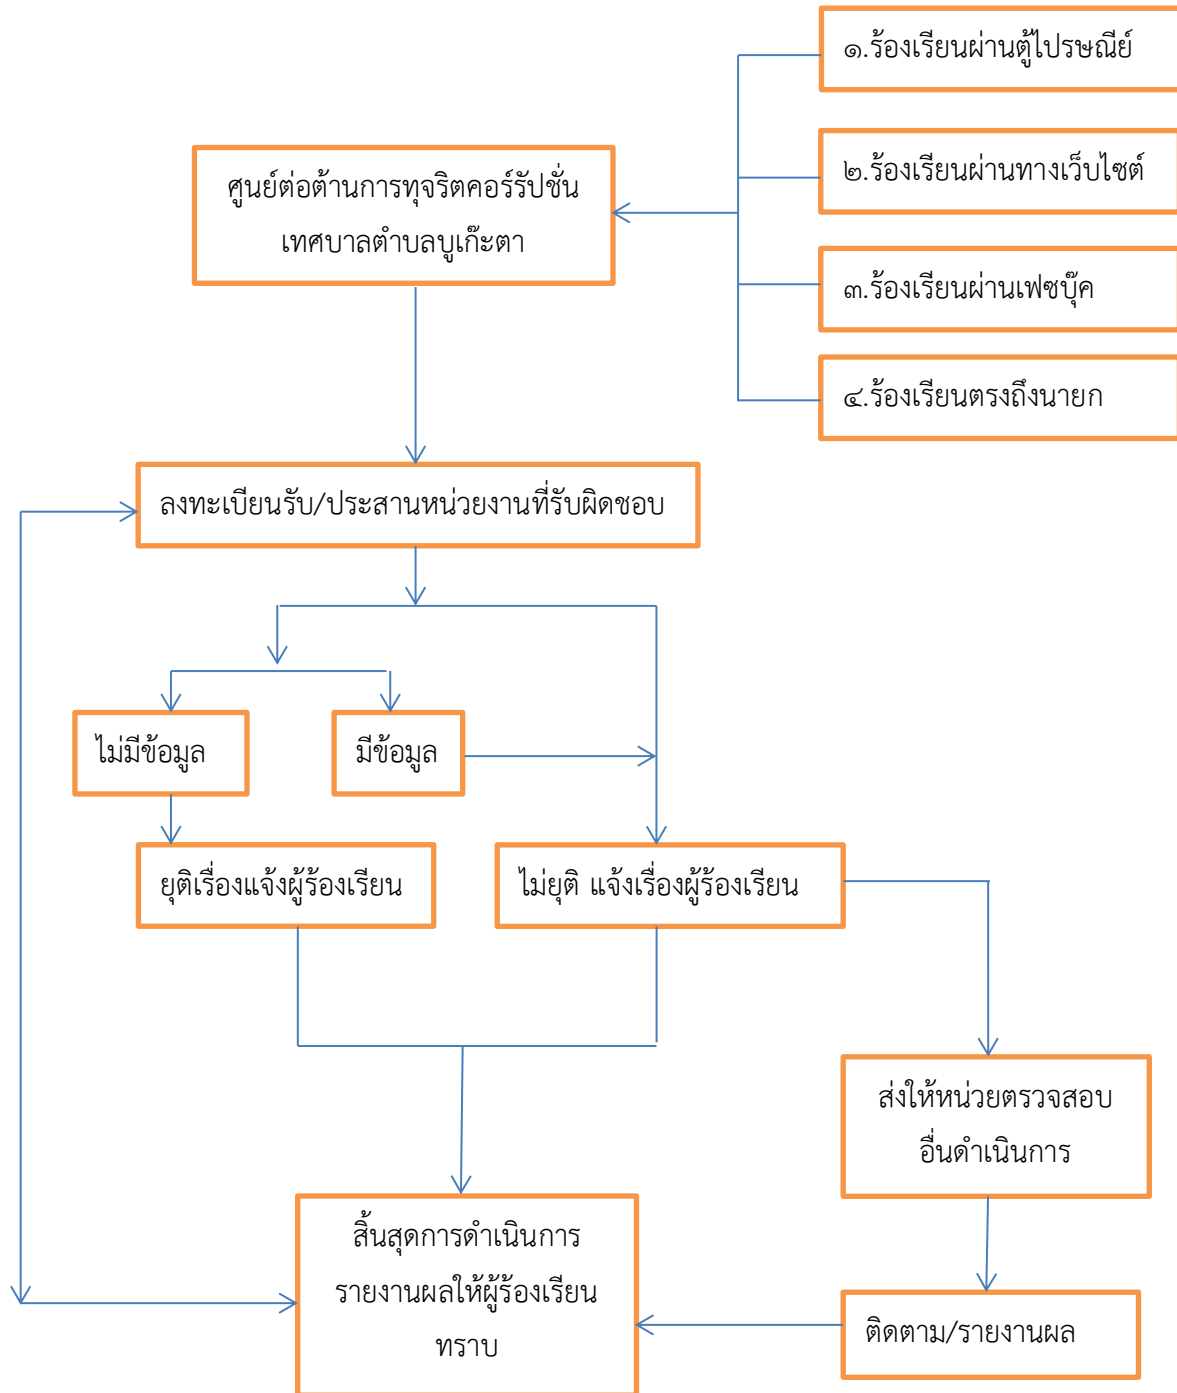 ๑.ร้องเรียนผ่านตู้ไปรษณีย์
๒.ร้องเรียนผ่านทางเว็บไซต์
ศูนย์ต่อต้านการทุจริตคอร์รัปชั่น
เทศบาลตำบลบูเก๊ะตา
๓.ร้องเรียนผ่านเฟซบุ๊ค
๔.ร้องเรียนตรงถึงนายก
ลงทะเบียนรับ/ประสานหน่วยงานที่รับผิดชอบ
ไม่มีข้อมูล
มีข้อมูล
ยุติเรื่องแจ้งผู้ร้องเรียน
ไม่ยุติ แจ้งเรื่องผู้ร้องเรียน
ส่งให้หน่วยตรวจสอบ
อื่นดำเนินการ
สิ้นสุดการดำเนินการ
รายงานผลให้ผู้ร้องเรียน
ทราบ
ติดตาม/รายงานผล